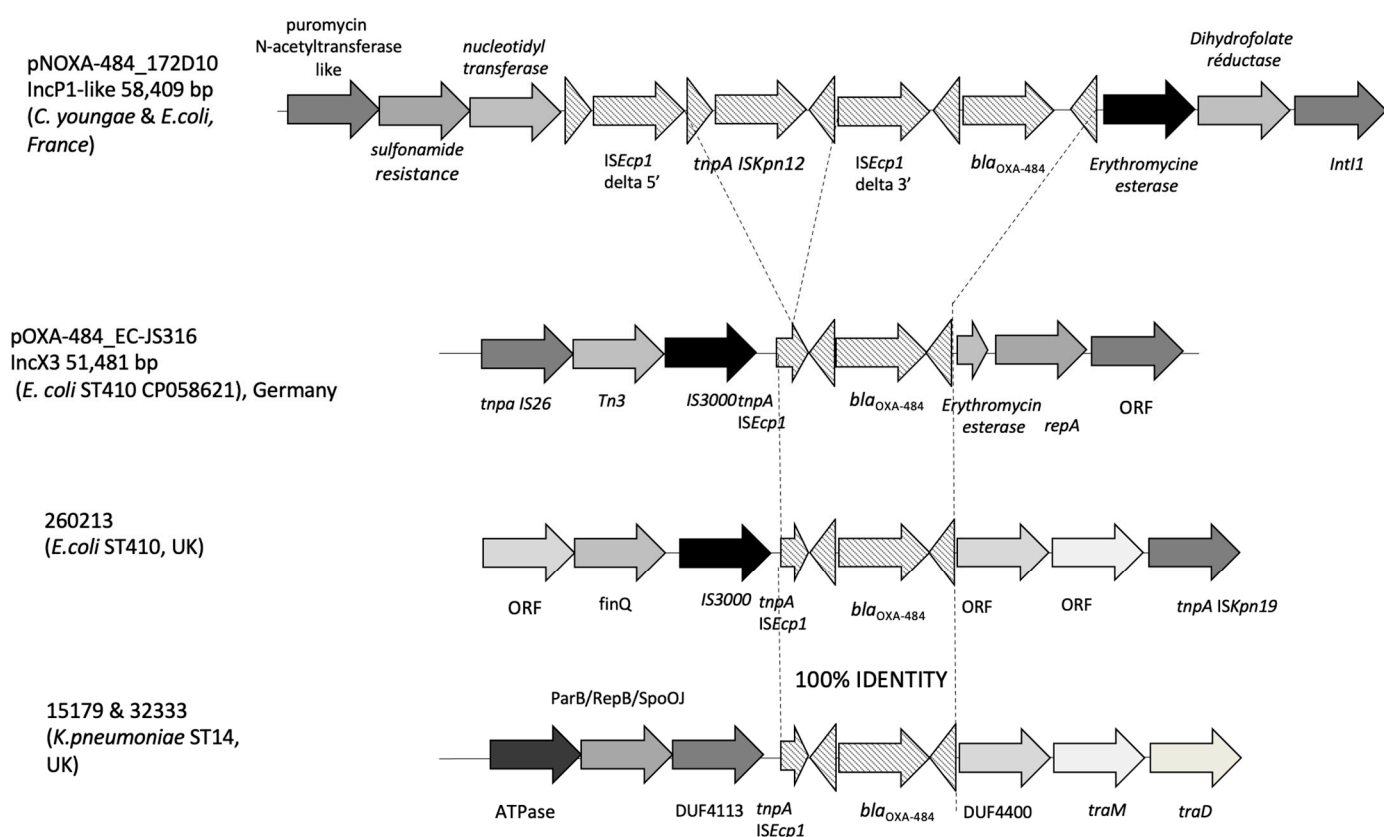 puromycin
N-acetyltransferase
like
nucleotidyl
transferase
Dihydrofolate
réductase
pNOXA-484_172D10
IncP1-like 58,409 bp
(C. youngae & E.coli,
France)
sulfonamide
resistance
ISEcp1
delta 5’
tnpA ISKpn12
ISEcp1
delta 3’
blaOXA-484
Erythromycine
esterase
IntI1
pOXA-484_EC-JS316
IncX3 51,481 bp
(E. coli ST410 CP058621), Germany
tnpa IS26
Tn3
IS3000
tnpA
ISEcp1
blaOXA-484
Erythromycin
esterase
repA
ORF
260213
(E.coli ST410, UK)
ORF
finQ
IS3000
tnpA
ISEcp1
blaOXA-484
ORF
ORF
tnpA ISKpn19
100% IDENTITY
15179 & 32333
(K.pneumoniae ST14,
UK)
ParB/RepB/SpoOJ
ATPase
DUF4113
tnpA
ISEcp1
blaOXA-484
DUF4400
traM
traD